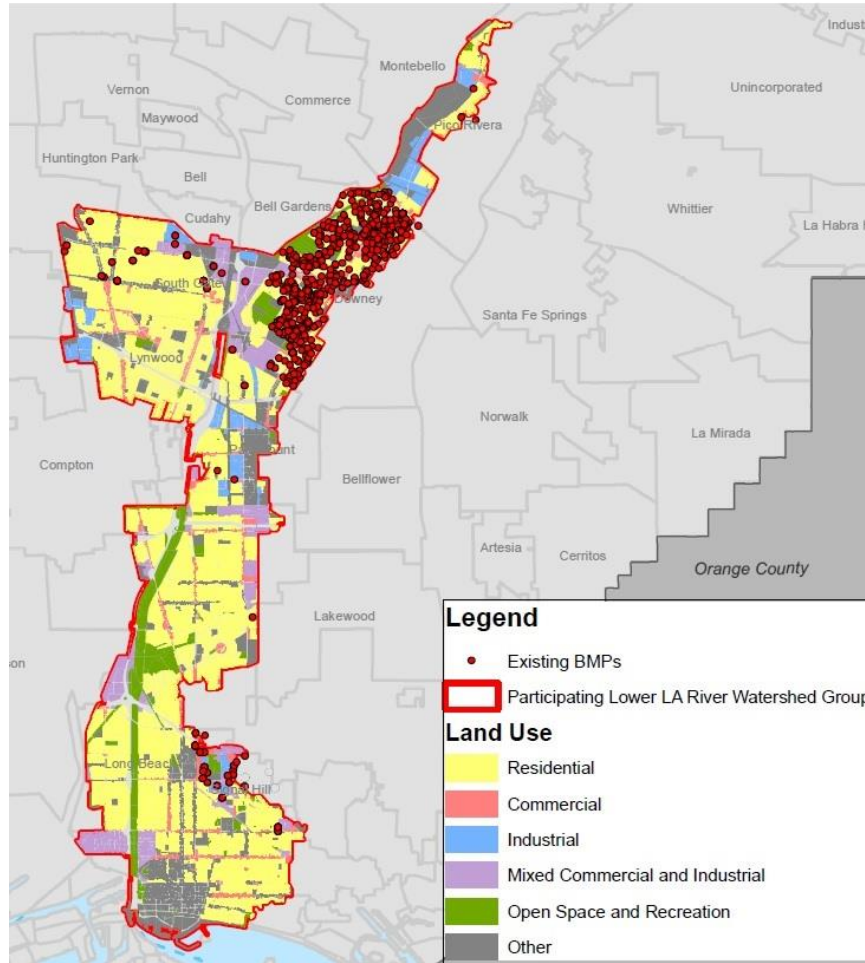 Indus
Montebello
Unincorporated
Vernon
Commerce
Maywood
Pico Rivera
Huntington Park
Bell
Whittier
Bell Gardens
Cudahy
La Habra
South Gate
Downey
Santa Fe Springs
Lynwood
Norwalk
La Mirada
Compton
Bellflower
Artesia
Cerritos
Orange County
Lakewood
Legend
son
Existing BMPs
Participating Lower LA River Watershed Group
Land Use
Long Beach
Residential
Commercial
Industrial
Mixed Commercial and Industrial
Open Space and Recreation
Other